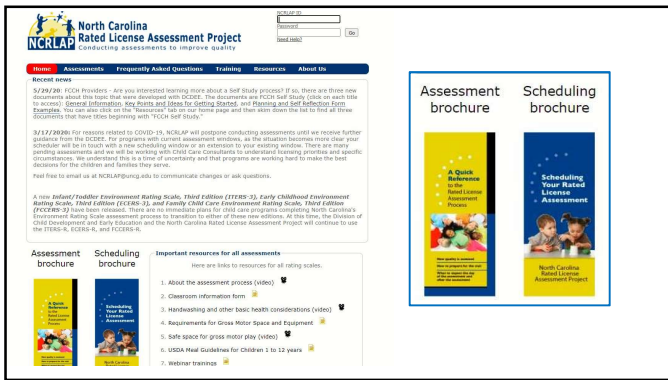 North Carolina
Rated License Assessment Project
NCRLAP Conducting assessments to improve quality
NCRLAP ID
Password
Go
Need Help?
Home Assessments Frequently Asked Questions Training Resources About Us
Recent news
5/29/20: FCCH Providers - Are you interested learning more about a Self Study process? If so, there are three new
documents about this topic that were developed with DCDEE. The documents are FCCH Self Study (click on each title
to access): General Information, Key Points and Ideas for Getting Started, and Planning and Self Reflection Form
Examples. You can also click on the "Resources" tab on our home page and then skim down the list to find all three
documents that have titles beginning with "FCCH Self Study."
3/17/2020: For reasons related to COVID-19, NCRLAP will postpone conducting assessments until we receive further
guidance from the DCDEE. For programs with current assessment windows, as the situation becomes more clear your
scheduler will be in touch with a new scheduling window or an extension to your existing window. There are many
pending assessments and we will be working with Child Care Consultants to understand licensing priorities and specific
circumstances. We understand this is a time of uncertainty and that programs are working hard to make the best
decisions for the children and families they serve.
Feel free to email us at NCRLAP@uncg.edu to communicate changes or ask questions.
A new Infant/Toddler Environment Rating Scale, Third Edition (ITERS-3), Early Childhood Environment
Rating Scale, Third Edition (ECERS-3), and Family Child Care Environment Rating Scale, Third Edition
(FCCERS-3) have been released. There are no immediate plans for child care programs completing North Carolina's
Environment Rating Scale assessment process to transition to either of these new editions. At this time, the Division of
Child Development and Early Education and the North Carolina Rated License Assessment Project will continue to use
the ITERS-R, ECERS-R, and FCCERS-R.
Assessment
brochure
Scheduling
brochure
A Quick
Reference
to the
Rated License
Assessment
Process
Scheduling
Your Rated
License
Assessment
North Carolina
Important resources for all assessments
Here are links to resources for all rating scales.
1. About the assessment process (video)
2. Classroom information form
3. Handwashing and other basic health considerations (video)
4. Requirements for Gross Motor Space and Equipment
5. Safe space for gross motor play (video)
6. USDA Meal Guidelines for Children 1 to 12 years
7. Webinar trainings
Assessment
brochure
Scheduling
brochure
A Quick
Reference
to the
Rated License
Assessment
Process
How quality is assessed
How to prepare for the visit
What to expect the day
of the assessment and
after the assessment
Scheduling
Your Rated
License
Assessment
North Carolina
Rated License
Assessment Project